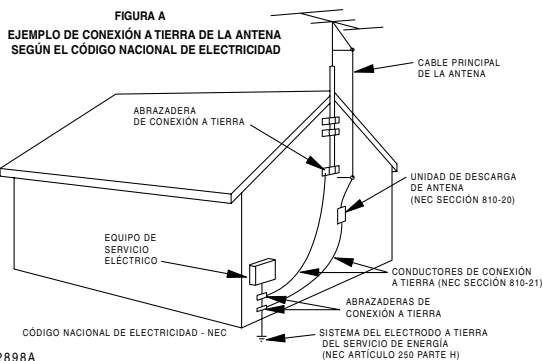 FIGURA A
EJEMPLO DE CONEXIÓN A TIERRA DE LA ANTENA
SEGÚN EL CÓDIGO NACIONAL DE ELECTRICIDAD
CABLE PRINCIPAL
DE LA ANTENA
ABRAZADERA
DE CONEXIÓN A TIERRA
UNIDAD DE DESCARGA
DE ANTENA
(NEC SECCIÓN 810-20)
EQUIPO DE
SERVICIO
ELÉCTRICO
CONDUCTORES DE CONEXIÓN
A TIERRA (NEC SECCIÓN 810-21)
ABRAZADERAS DE
CONEXIÓN A TIERRA
CÓDIGO NACIONAL DE ELECTRICIDAD - NEC
SISTEMA DEL ELECTRODO A TIERRA
DEL SERVICIO DE ENERGÍA
(NEC ARTÍCULO 250 PARTE H)
2898A